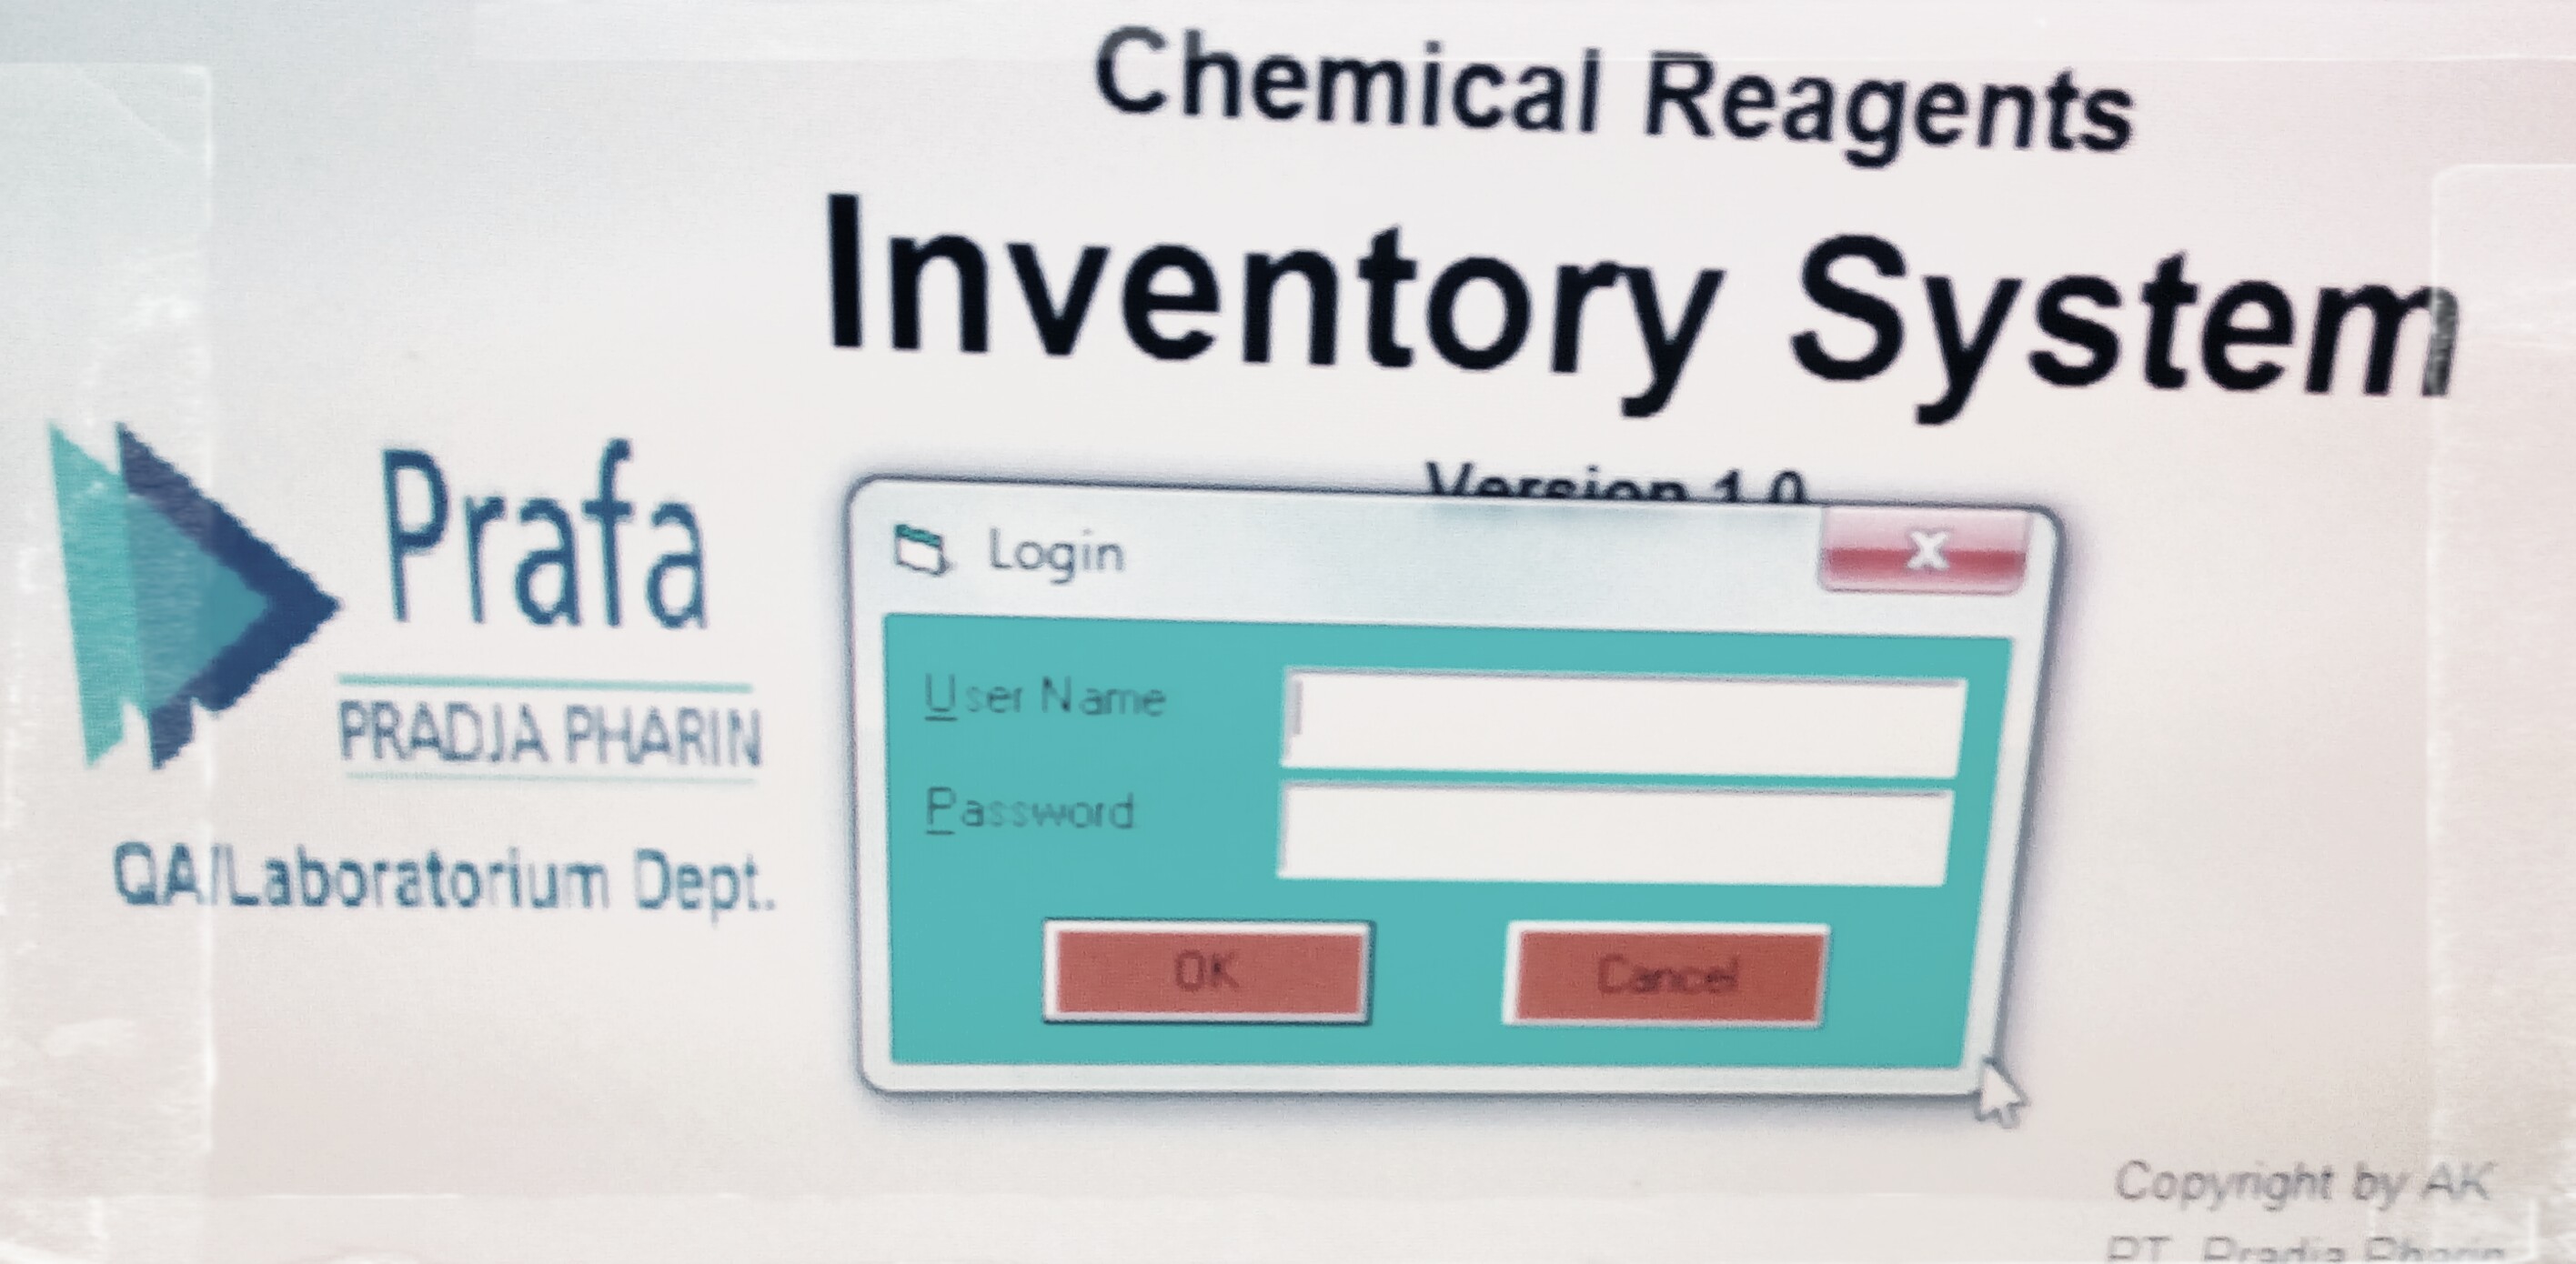 Chemical Reagents
Inventory System
Version 1.0
Prafa
PRADJA PHARIN
QA/Laboratorium Dept.
Login
User Name
Password
OK
Cancel
Copyright by AK
PT. Pradja Pharin